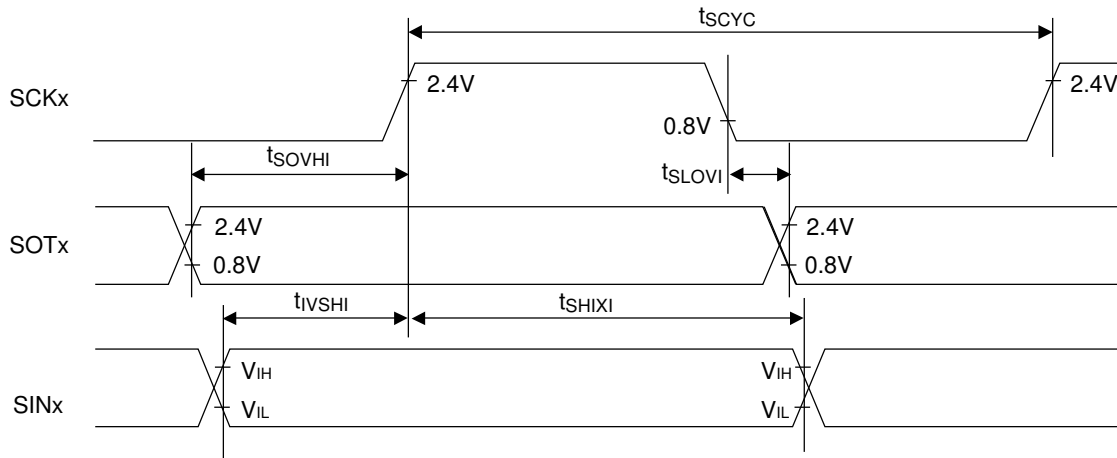 tSCYC
SCKx
2.4V
0.8V
2.4V
tSOVHI
tSLOVI
SOTx
2.4V
0.8V
2.4V
0.8V
tIVSHI
tSHIXI
SINx
VIH
VIL
VIH
VIL